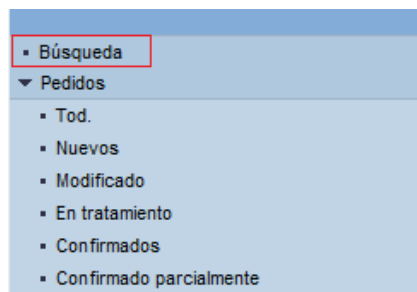 Búsqueda
Pedidos
Tod.
Nuevos
Modificado
En tratamiento
Confirmados
Confirmado parcialmente